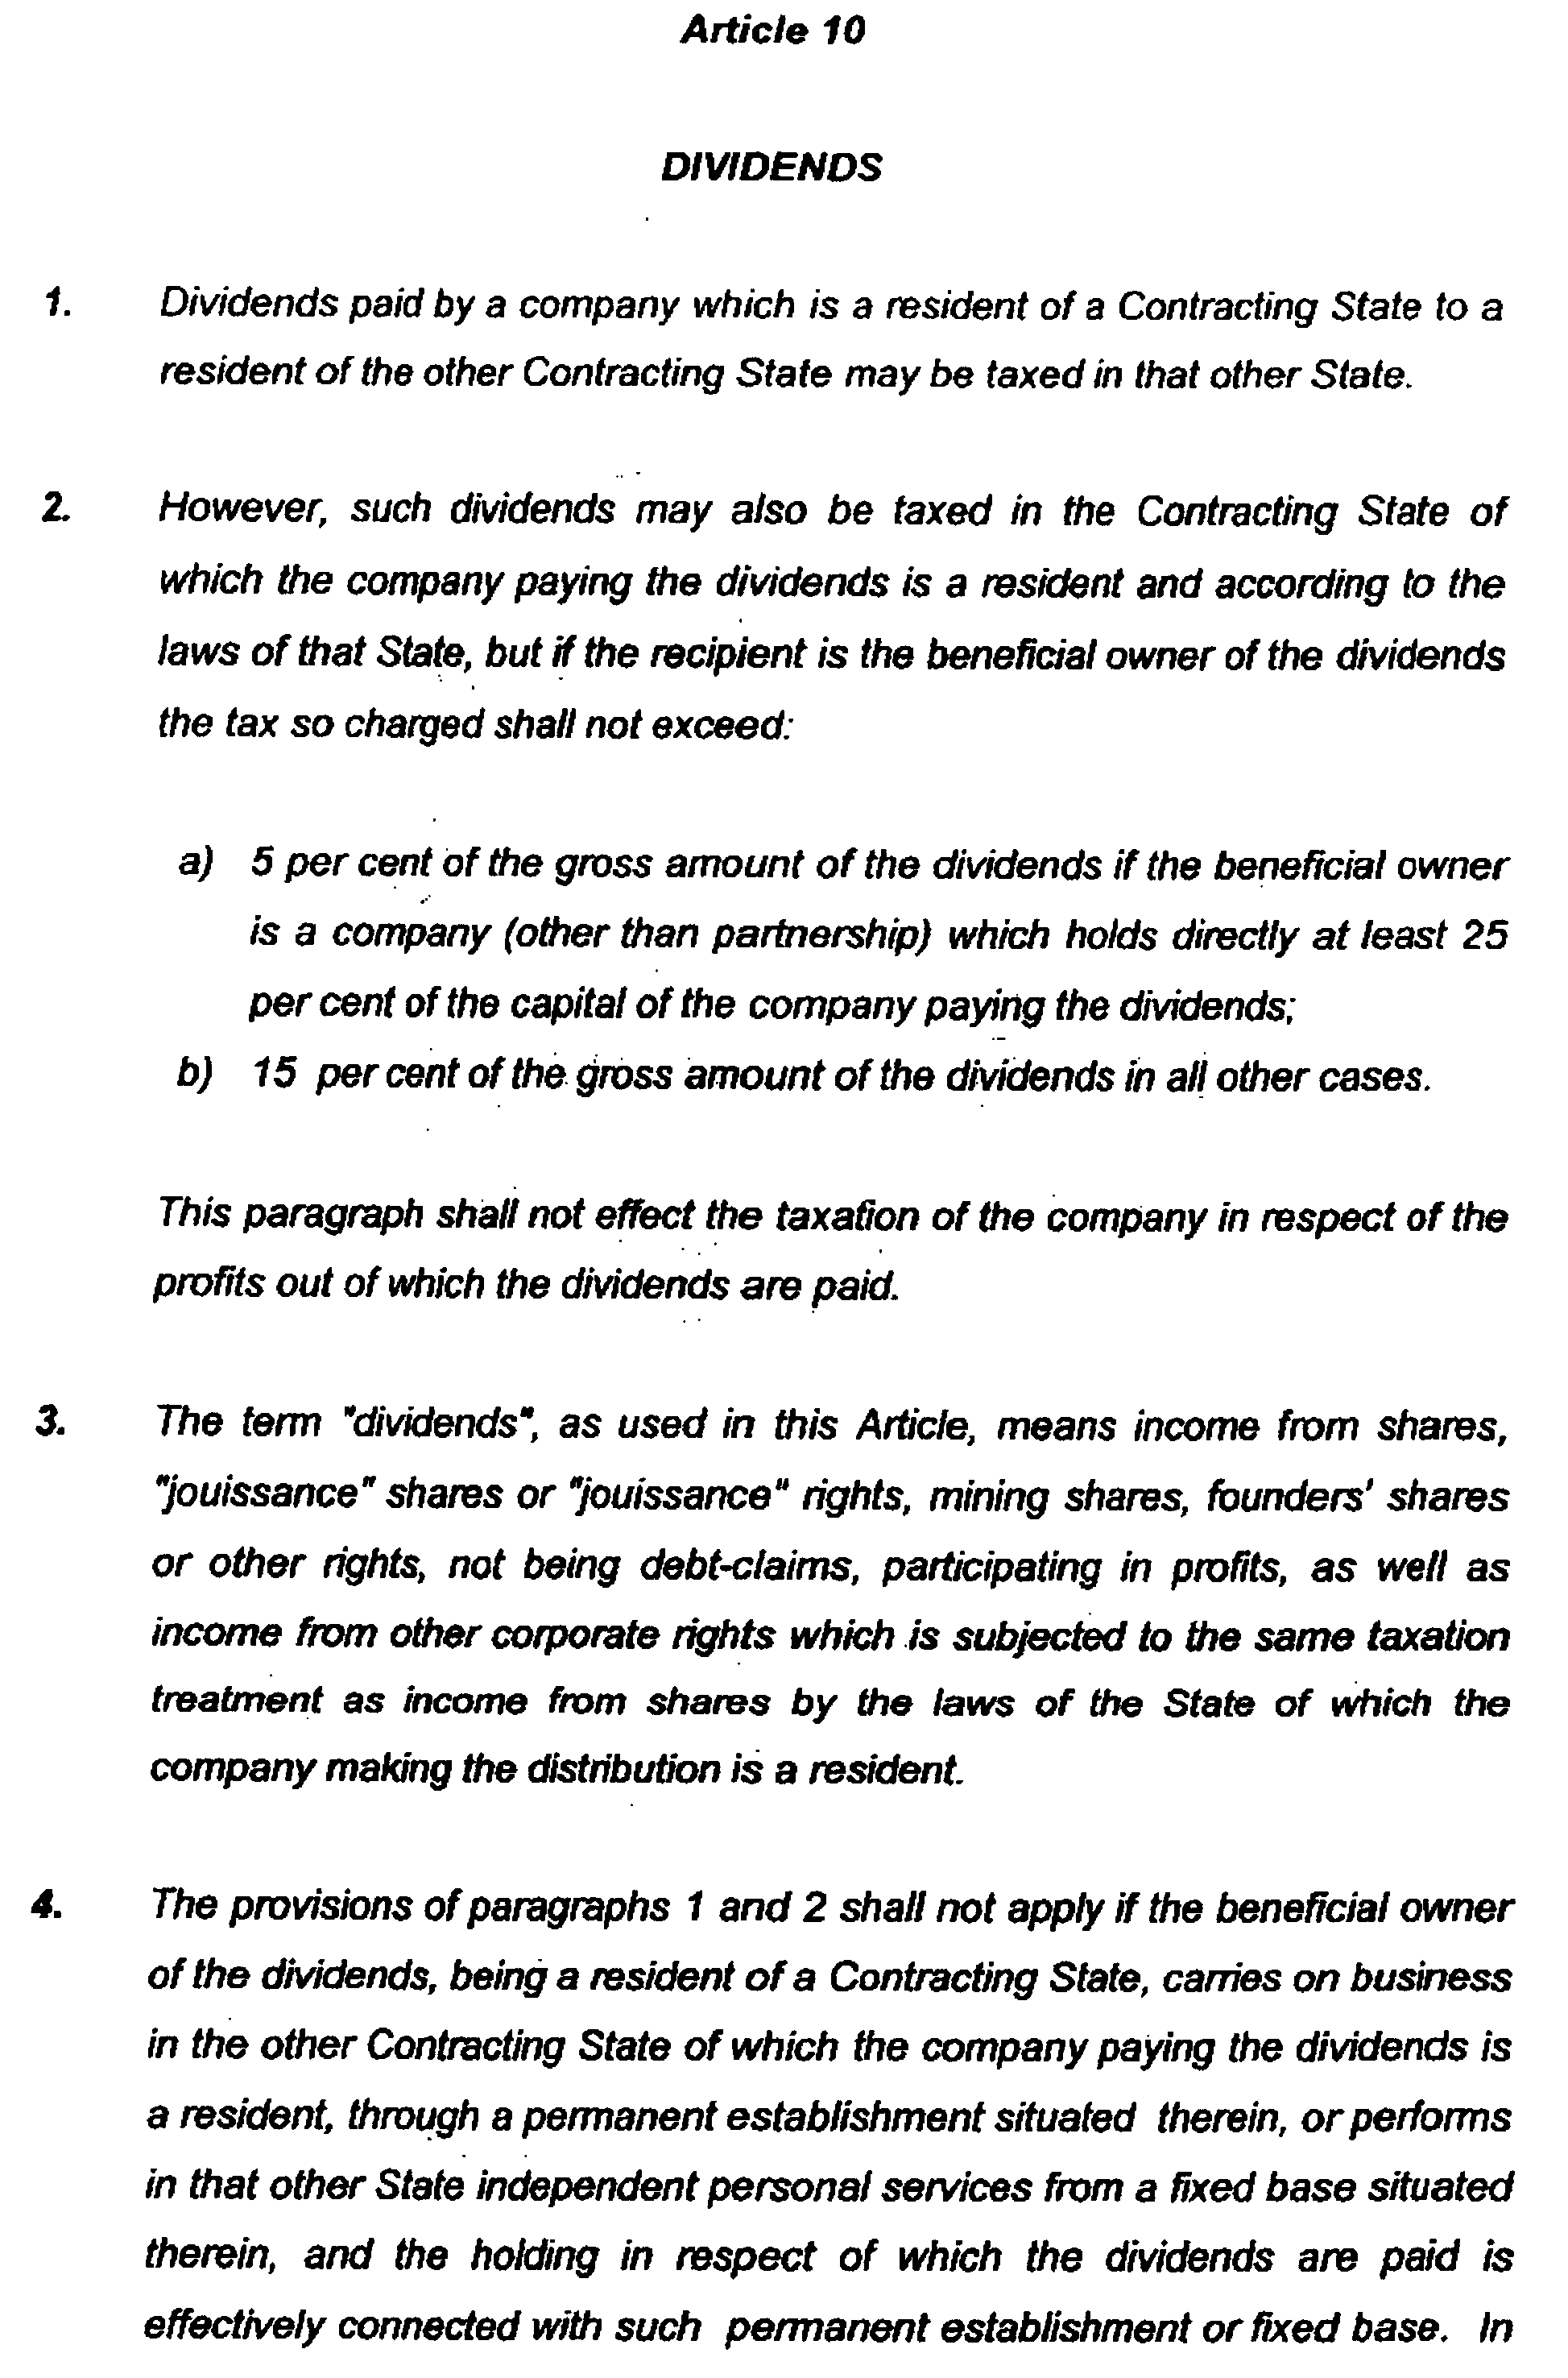 Article 10
DIVIDENDS
1. Dividends paid by a company which is a resident of a Contracting State to a
resident of the other Contracting State may be taxed in that other State.
2. However, such dividends may also be taxed in the Contracting State of
which the company paying the dividends is a resident and according to the
laws of that State, but if the recipient is the beneficial owner of the dividends
the tax so charged shall not exceed:
a) 5 per cent of the gross amount of the dividends if the beneficial owner
is a company (other than partnership) which holds directly at least 25
per cent of the capital of the company paying the dividends;
b) 15 per cent of the gross amount of the dividends in all other cases.
This paragraph shall not effect the taxation of the company in respect of the
profits out of which the dividends are paid.
3. The term "dividends", as used in this Article, means income from shares,
"jouissance" shares or "jouissance" rights, mining shares, founders' shares
or other rights, not being debt-claims, participating in profits, as well as
income from other corporate rights which is subjected to the same taxation
treatment as income from shares by the laws of the State of which the
company making the distribution is a resident.
4. The provisions of paragraphs 1 and 2 shall not apply if the beneficial owner
of the dividends, being a resident of a Contracting State, carries on business
in the other Contracting State of which the company paying the dividends is
a resident, through a permanent establishment situated therein, or performs
in that other State independent personal services from a fixed base situated
therein, and the holding in respect of which the dividends are paid is
effectively connected with such permanent establishment or fixed base. In